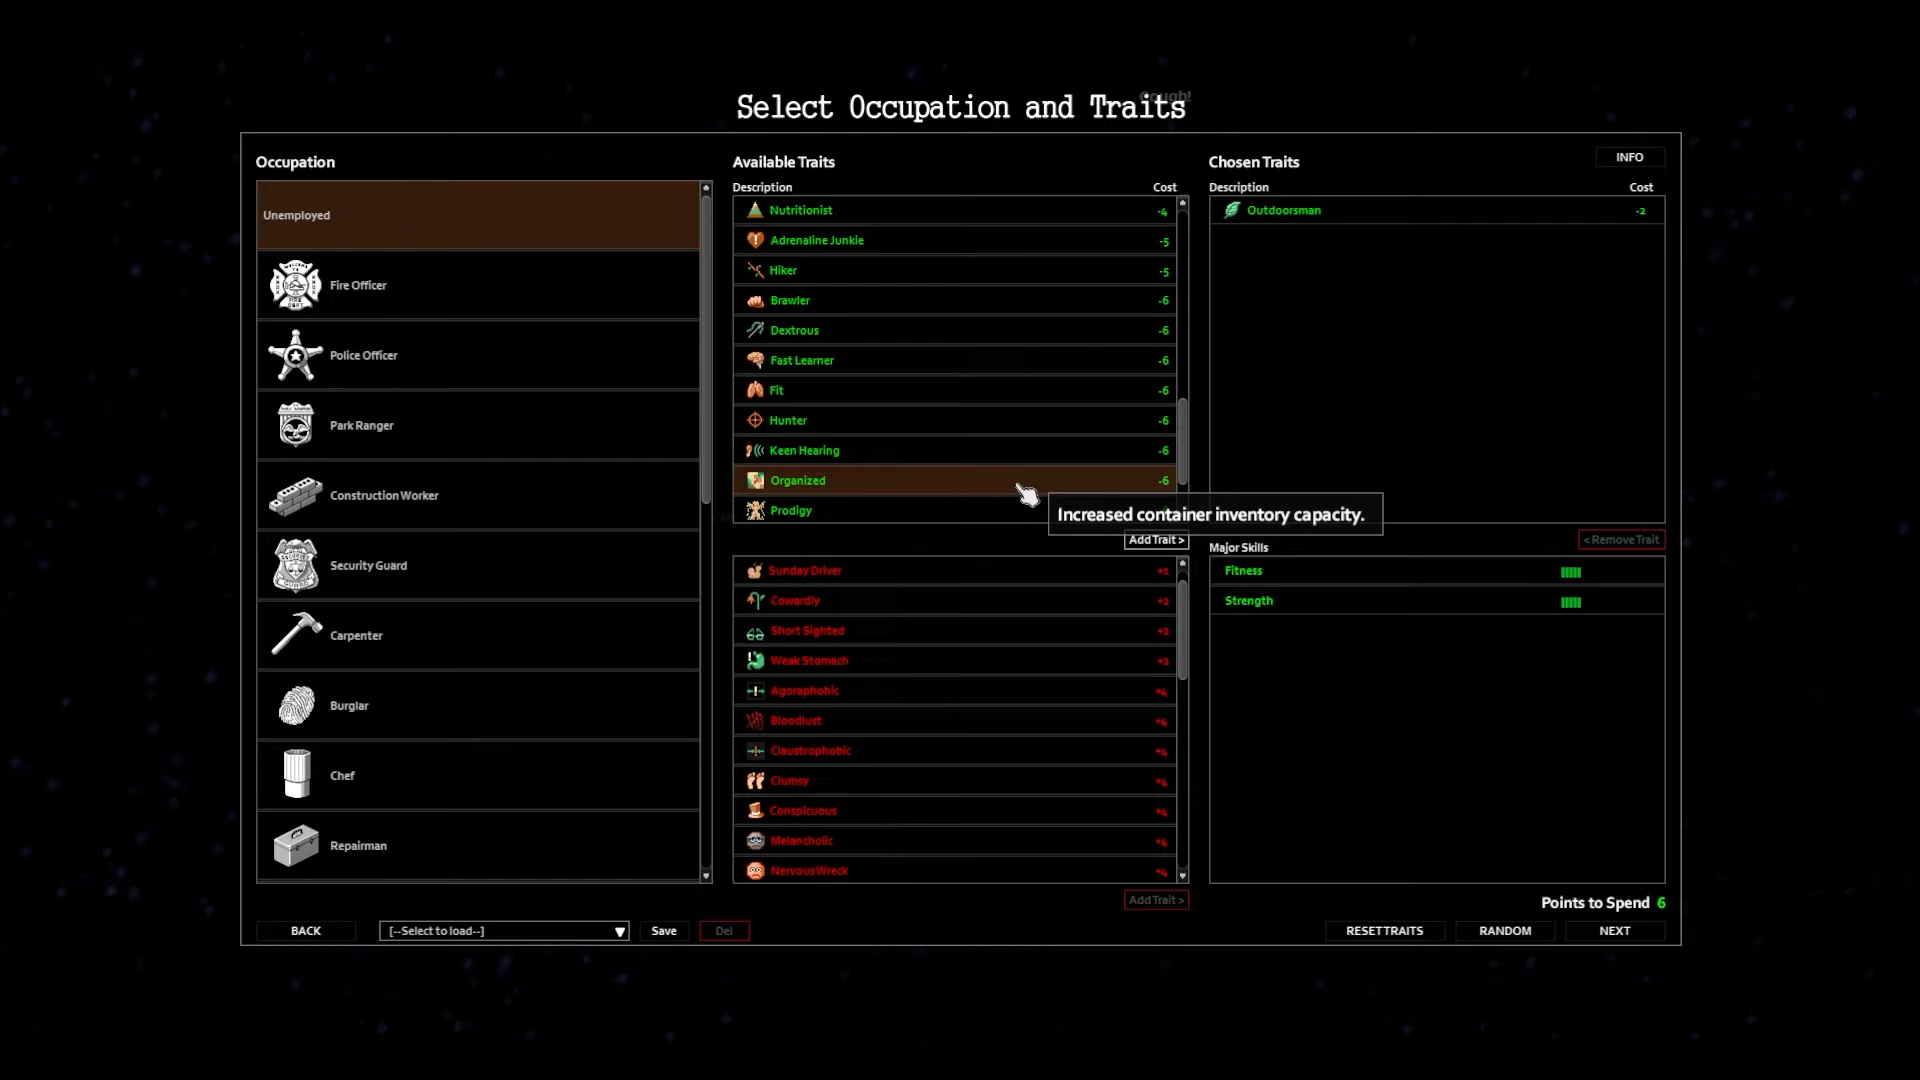 Select Occupation and Traits
Occupation
Unemployed
Fire Officer
Police Officer
Park Ranger
Construction Worker
Security Guard
Carpenter
Burglar
Chef
Repairman
Available Traits
Description Cost
Nutritionist -4
Adrenaline Junkie -5
Hiker -5
Brawler -6
Dextrous -6
Fast Learner -6
Fit -6
Hunter -6
Keen Hearing -6
Organized -6
Prodigy
Increased container inventory capacity.
Add Trait >
Sunday Driver +1
Cowardly +2
Short Sighted +2
Weak Stomach +2
Agoraphobic +4
Bloodlust +4
Claustrophobic +4
Clumsy +4
Conspicuous +4
Melancholic +4
Nervous Wreck +4
Add Trait >
Chosen Traits
INFO
Description Cost
Outdoorsman -2
< Remove Trait
Major Skills
Fitness
Strength
Points to Spend 6
BACK
[--Select to load--]
Save
Del
RESET TRAITS
RANDOM
NEXT